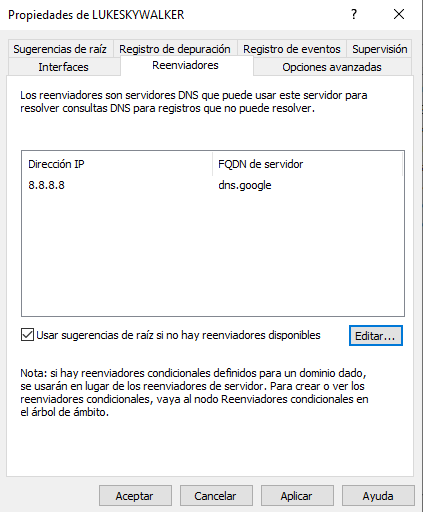 Propiedades de LUKESKYWALKER
Sugerencias de raíz
Registro de depuración
Registro de eventos
Supervisión
Interfaces
Reenviadores
Opciones avanzadas
Los reenviadores son servidores DNS que puede usar este servidor para
resolver consultas DNS para registros que no puede resolver.
Dirección IP
FQDN de servidor
8.8.8.8
dns.google
Usar sugerencias de raíz si no hay reenviadores disponibles
Editar...
Nota: si hay reenviadores condicionales definidos para un dominio dado,
se usarán en lugar de los reenviadores de servidor. Para crear o ver los
reenviadores condicionales, vaya al nodo Reenviadores condicionales en
el árbol de ámbito.
Aceptar
Cancelar
Aplicar
Ayuda